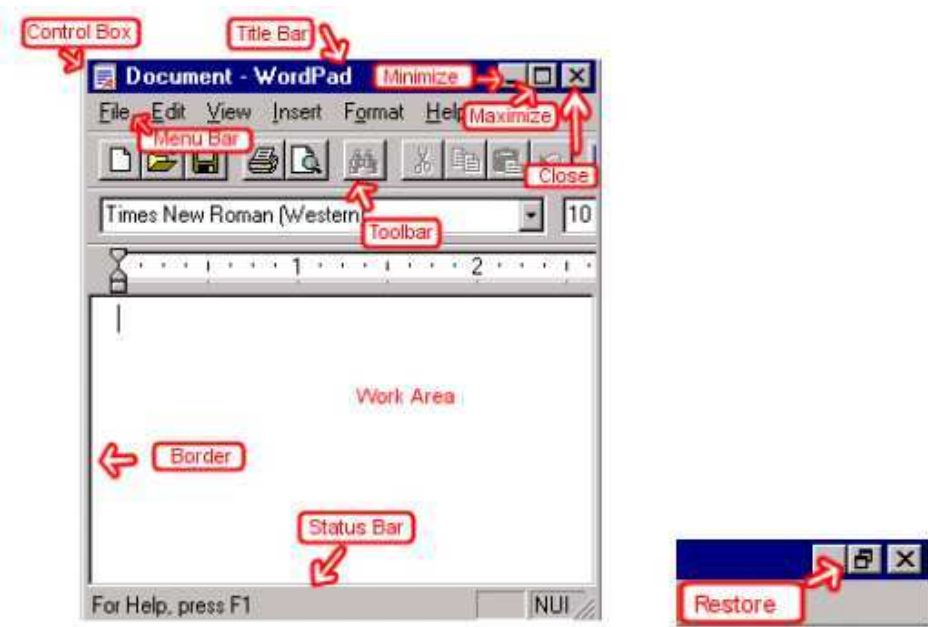 Control Box
Title Bar
Document - WordPad
Minimize
File Edit View Insert Format Help
Maximize
Menu Bar
Close
Times New Roman (Western
10
Toolbar
1 2
Work Area
Border
Status Bar
For Help, press F1
NUI
Restore